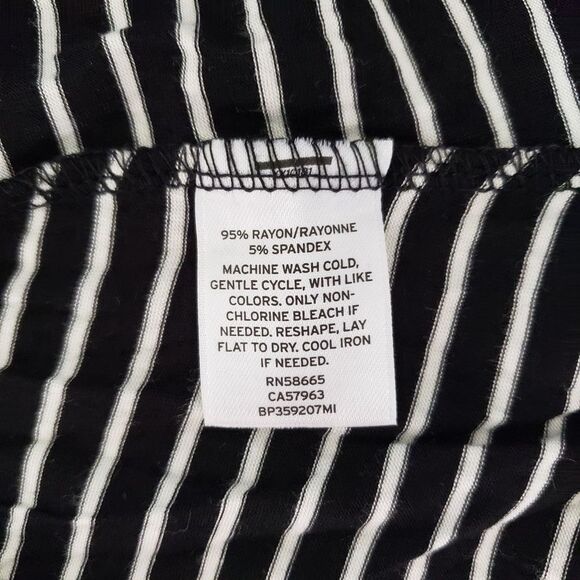 95% RAYON/RAYONNE
5% SPANDEX
MACHINE WASH COLD,
GENTLE CYCLE, WITH LIKE
COLORS. ONLY NON-
CHLORINE BLEACH IF
NEEDED. RESHAPE, LAY
FLAT TO DRY. COOL IRON
IF NEEDED.
RN58665
CA57963
BP359207MI